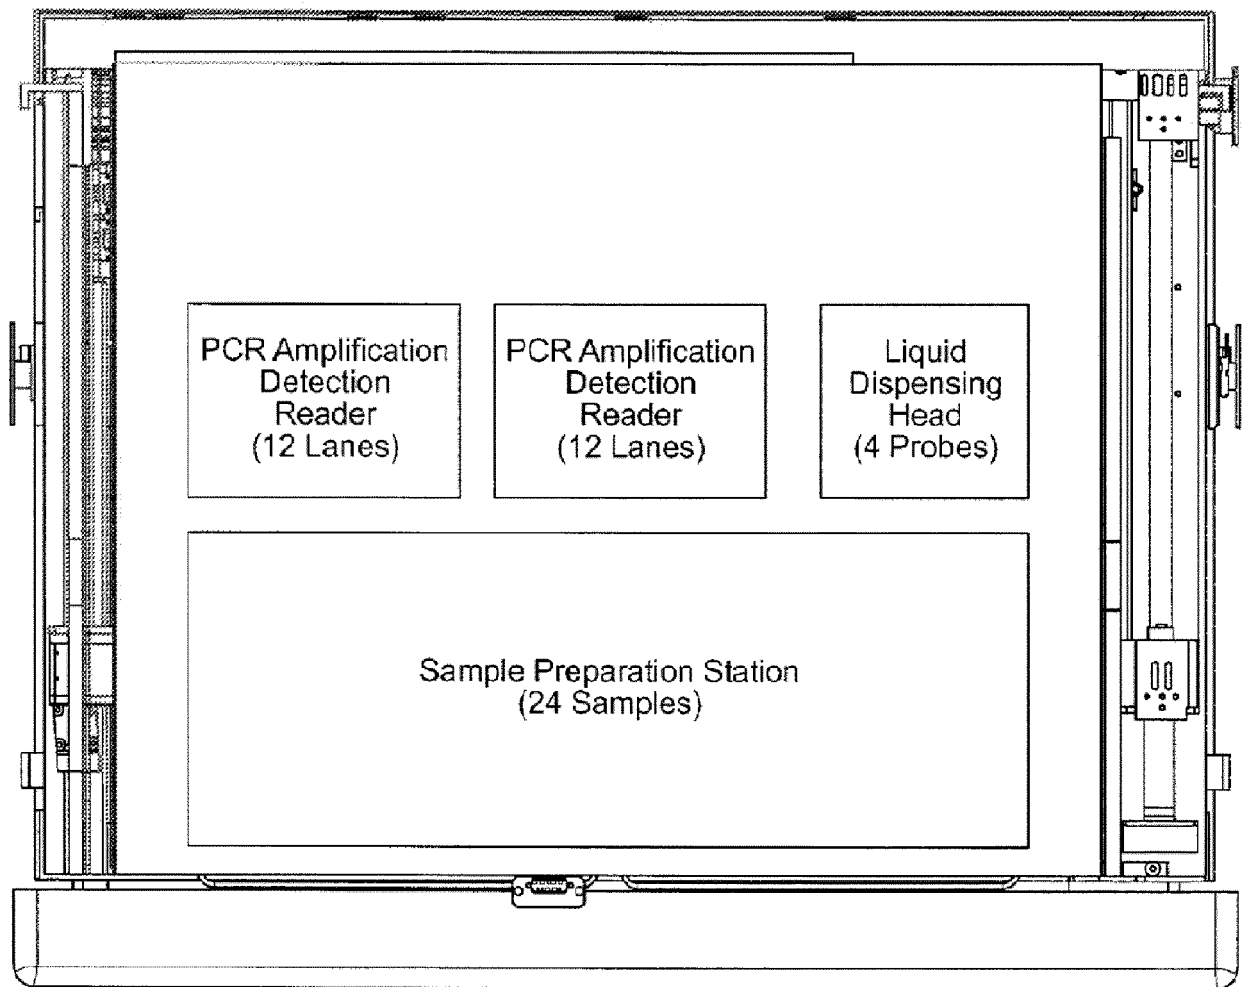 PCR Amplification
Detection
Reader
(12 Lanes)
PCR Amplification
Detection
Reader
(12 Lanes)
Liquid
Dispensing
Head
(4 Probes)
Sample Preparation Station
(24 Samples)